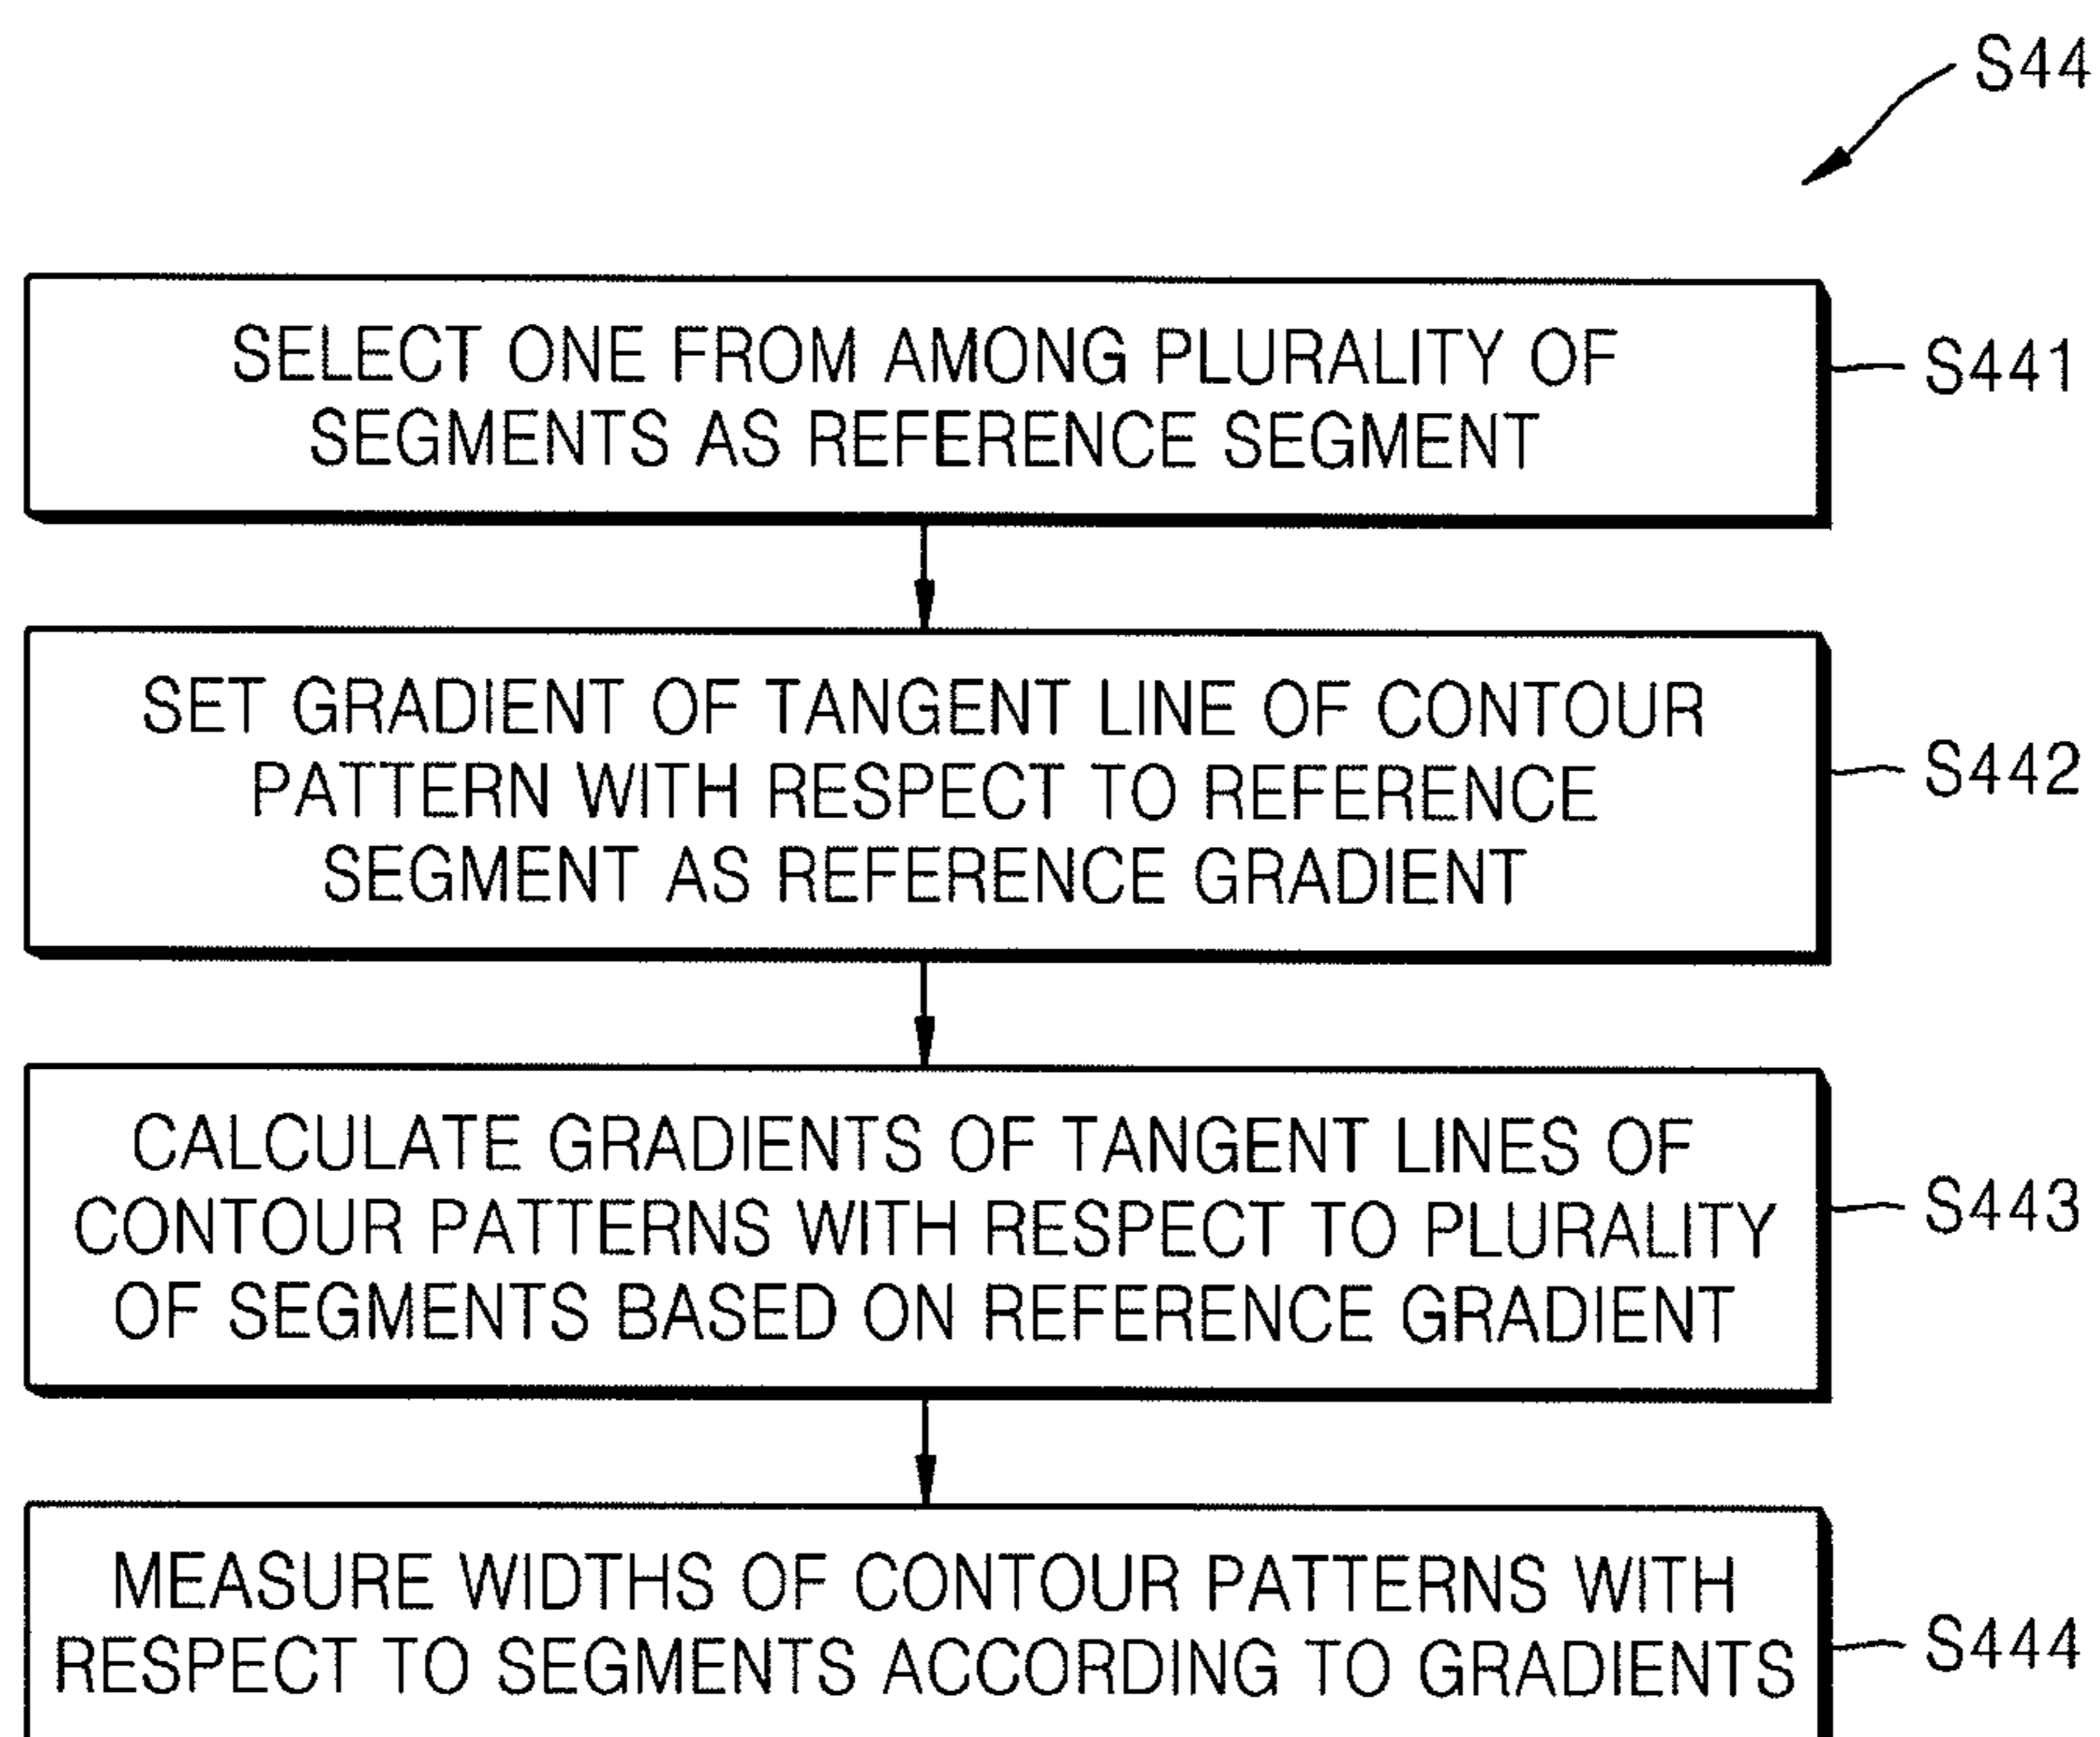 S44
SELECT ONE FROM AMONG PLURALITY OF
SEGMENTS AS REFERENCE SEGMENT
S441
SET GRADIENT OF TANGENT LINE OF CONTOUR
PATTERN WITH RESPECT TO REFERENCE
SEGMENT AS REFERENCE GRADIENT
S442
CALCULATE GRADIENTS OF TANGENT LINES OF
CONTOUR PATTERNS WITH RESPECT TO PLURALITY
OF SEGMENTS BASED ON REFERENCE GRADIENT
S443
MEASURE WIDTHS OF CONTOUR PATTERNS WITH
RESPECT TO SEGMENTS ACCORDING TO GRADIENTS
S444